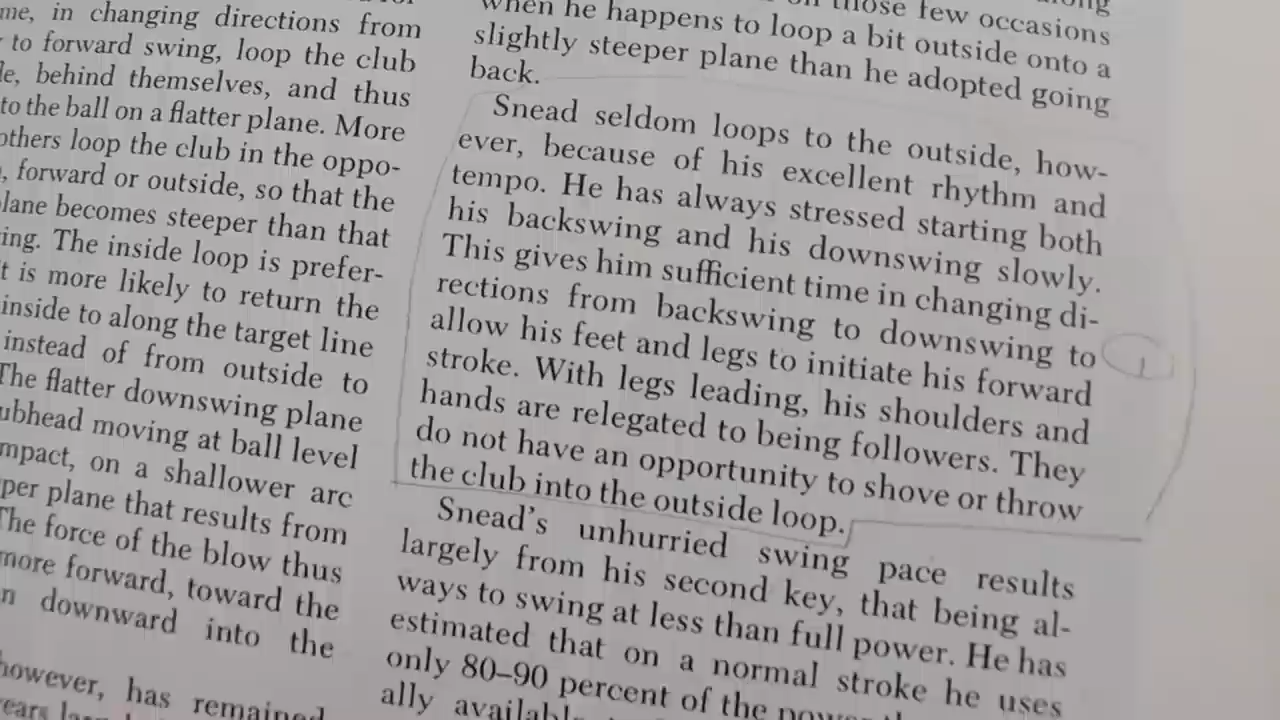 me, in changing directions from
to forward swing, loop the club
behind themselves, and thus
to the ball on a flatter plane. More
others loop the club in the oppo-
forward or outside, so that the
plane becomes steeper than that
ing. The inside loop is prefer-
t is more likely to return the
inside to along the target line
instead of from outside to
The flatter downswing plane
ubhead moving at ball level
mpact, on a shallower arc
per plane that results from
The force of the blow thus
more forward, toward the
n downward into the
however, has remained
when he happens to loop a bit outside onto a
those few occasions
slightly steeper plane than he adopted going
back.
Snead seldom loops to the outside, how-
ever, because of his excellent rhythm and
tempo. He has always stressed starting both
his backswing and his downswing slowly.
This gives him sufficient time in changing di-
rections from backswing to downswing to
allow his feet and legs to initiate his forward
stroke. With legs leading, his shoulders and
hands are relegated to being followers. They
do not have an opportunity to shove or throw
the club into the outside loop.
Snead's unhurried swing pace results
largely from his second key, that being al-
ways to swing at less than full power. He has
estimated that on a normal stroke he uses
only 80–90 percent of the power
ally
1